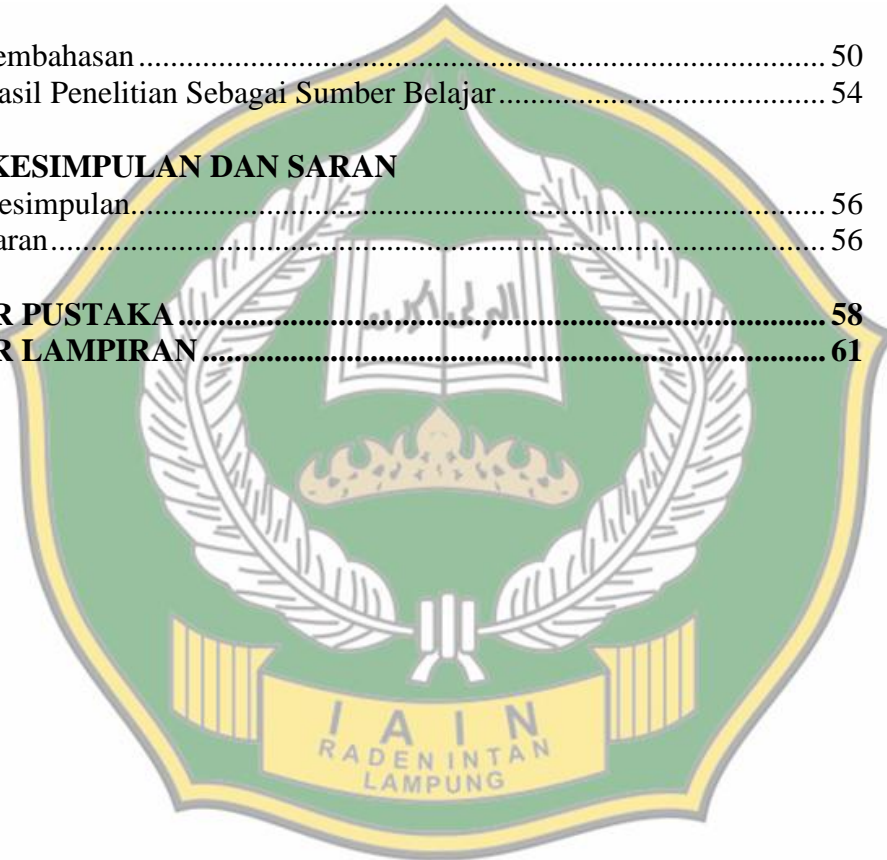 embahasan ........ 50
asil Penelitian Sebagai Sumber Belajar ........ 54
KESIMPULAN DAN SARAN
esimpulan ........ 56
aran ........ 56
R PUSTAKA ........ 58
R LAMPIRAN ........ 61
IAIN
RADEN INTAN
LAMPUNG